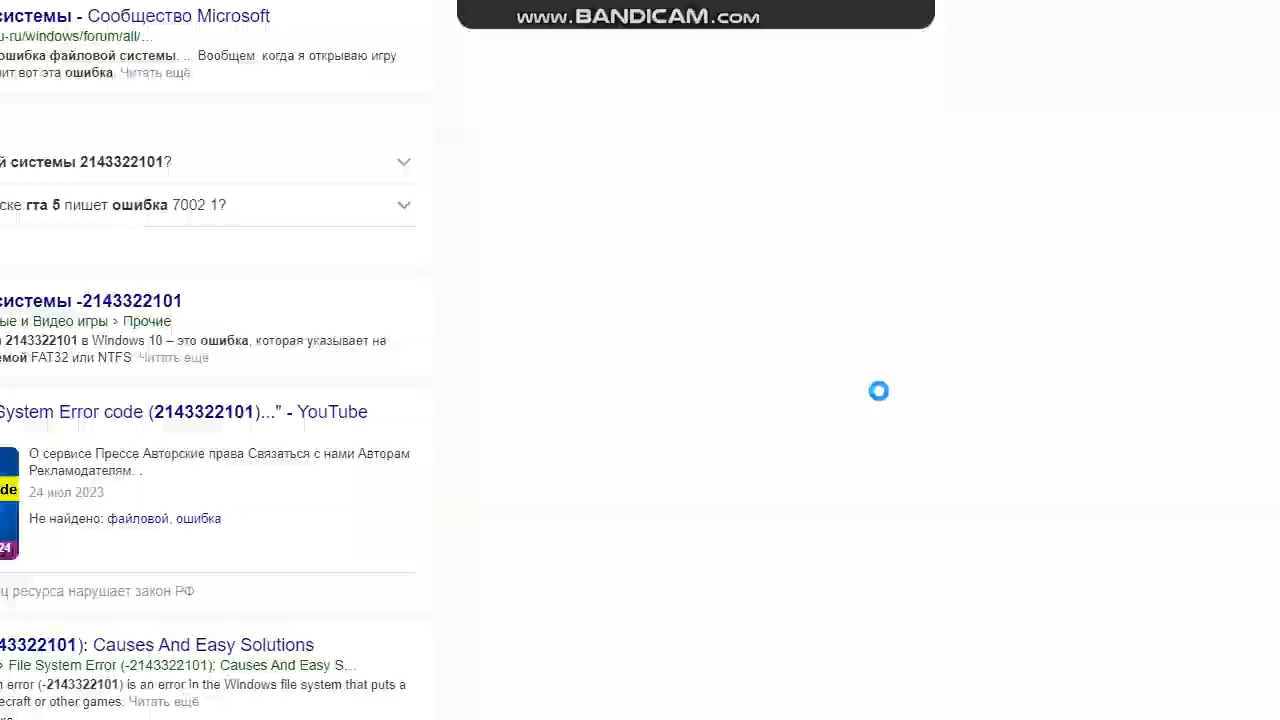 системы - Сообщество Microsoft
www.BANDICAM.com
u-ru/windows/forum/all/...
ошибка файловой системы. ... Вообщем когда я открываю игру
ит вот эта ошибка. Читать ещё
й системы 2143322101?
ске гта 5 пишет ошибка 7002 1?
системы -2143322101
ые и Видео игры > Прочие
2143322101 в Windows 10 – это ошибка, которая указывает на
емой FAT32 или NTFS Читать ещё
System Error code (2143322101)..." - YouTube
О сервисе Прессе Авторские права Связаться с нами Авторам
Рекламодателям. .
de
24 июл 2023
Не найдено: файловой, ошибка
24
ц ресурса нарушает закон РФ
43322101): Causes And Easy Solutions
> File System Error (-2143322101): Causes And Easy S...
n error (-2143322101) is an error in the Windows file system that puts a
ecraft or other games. Читать ещё